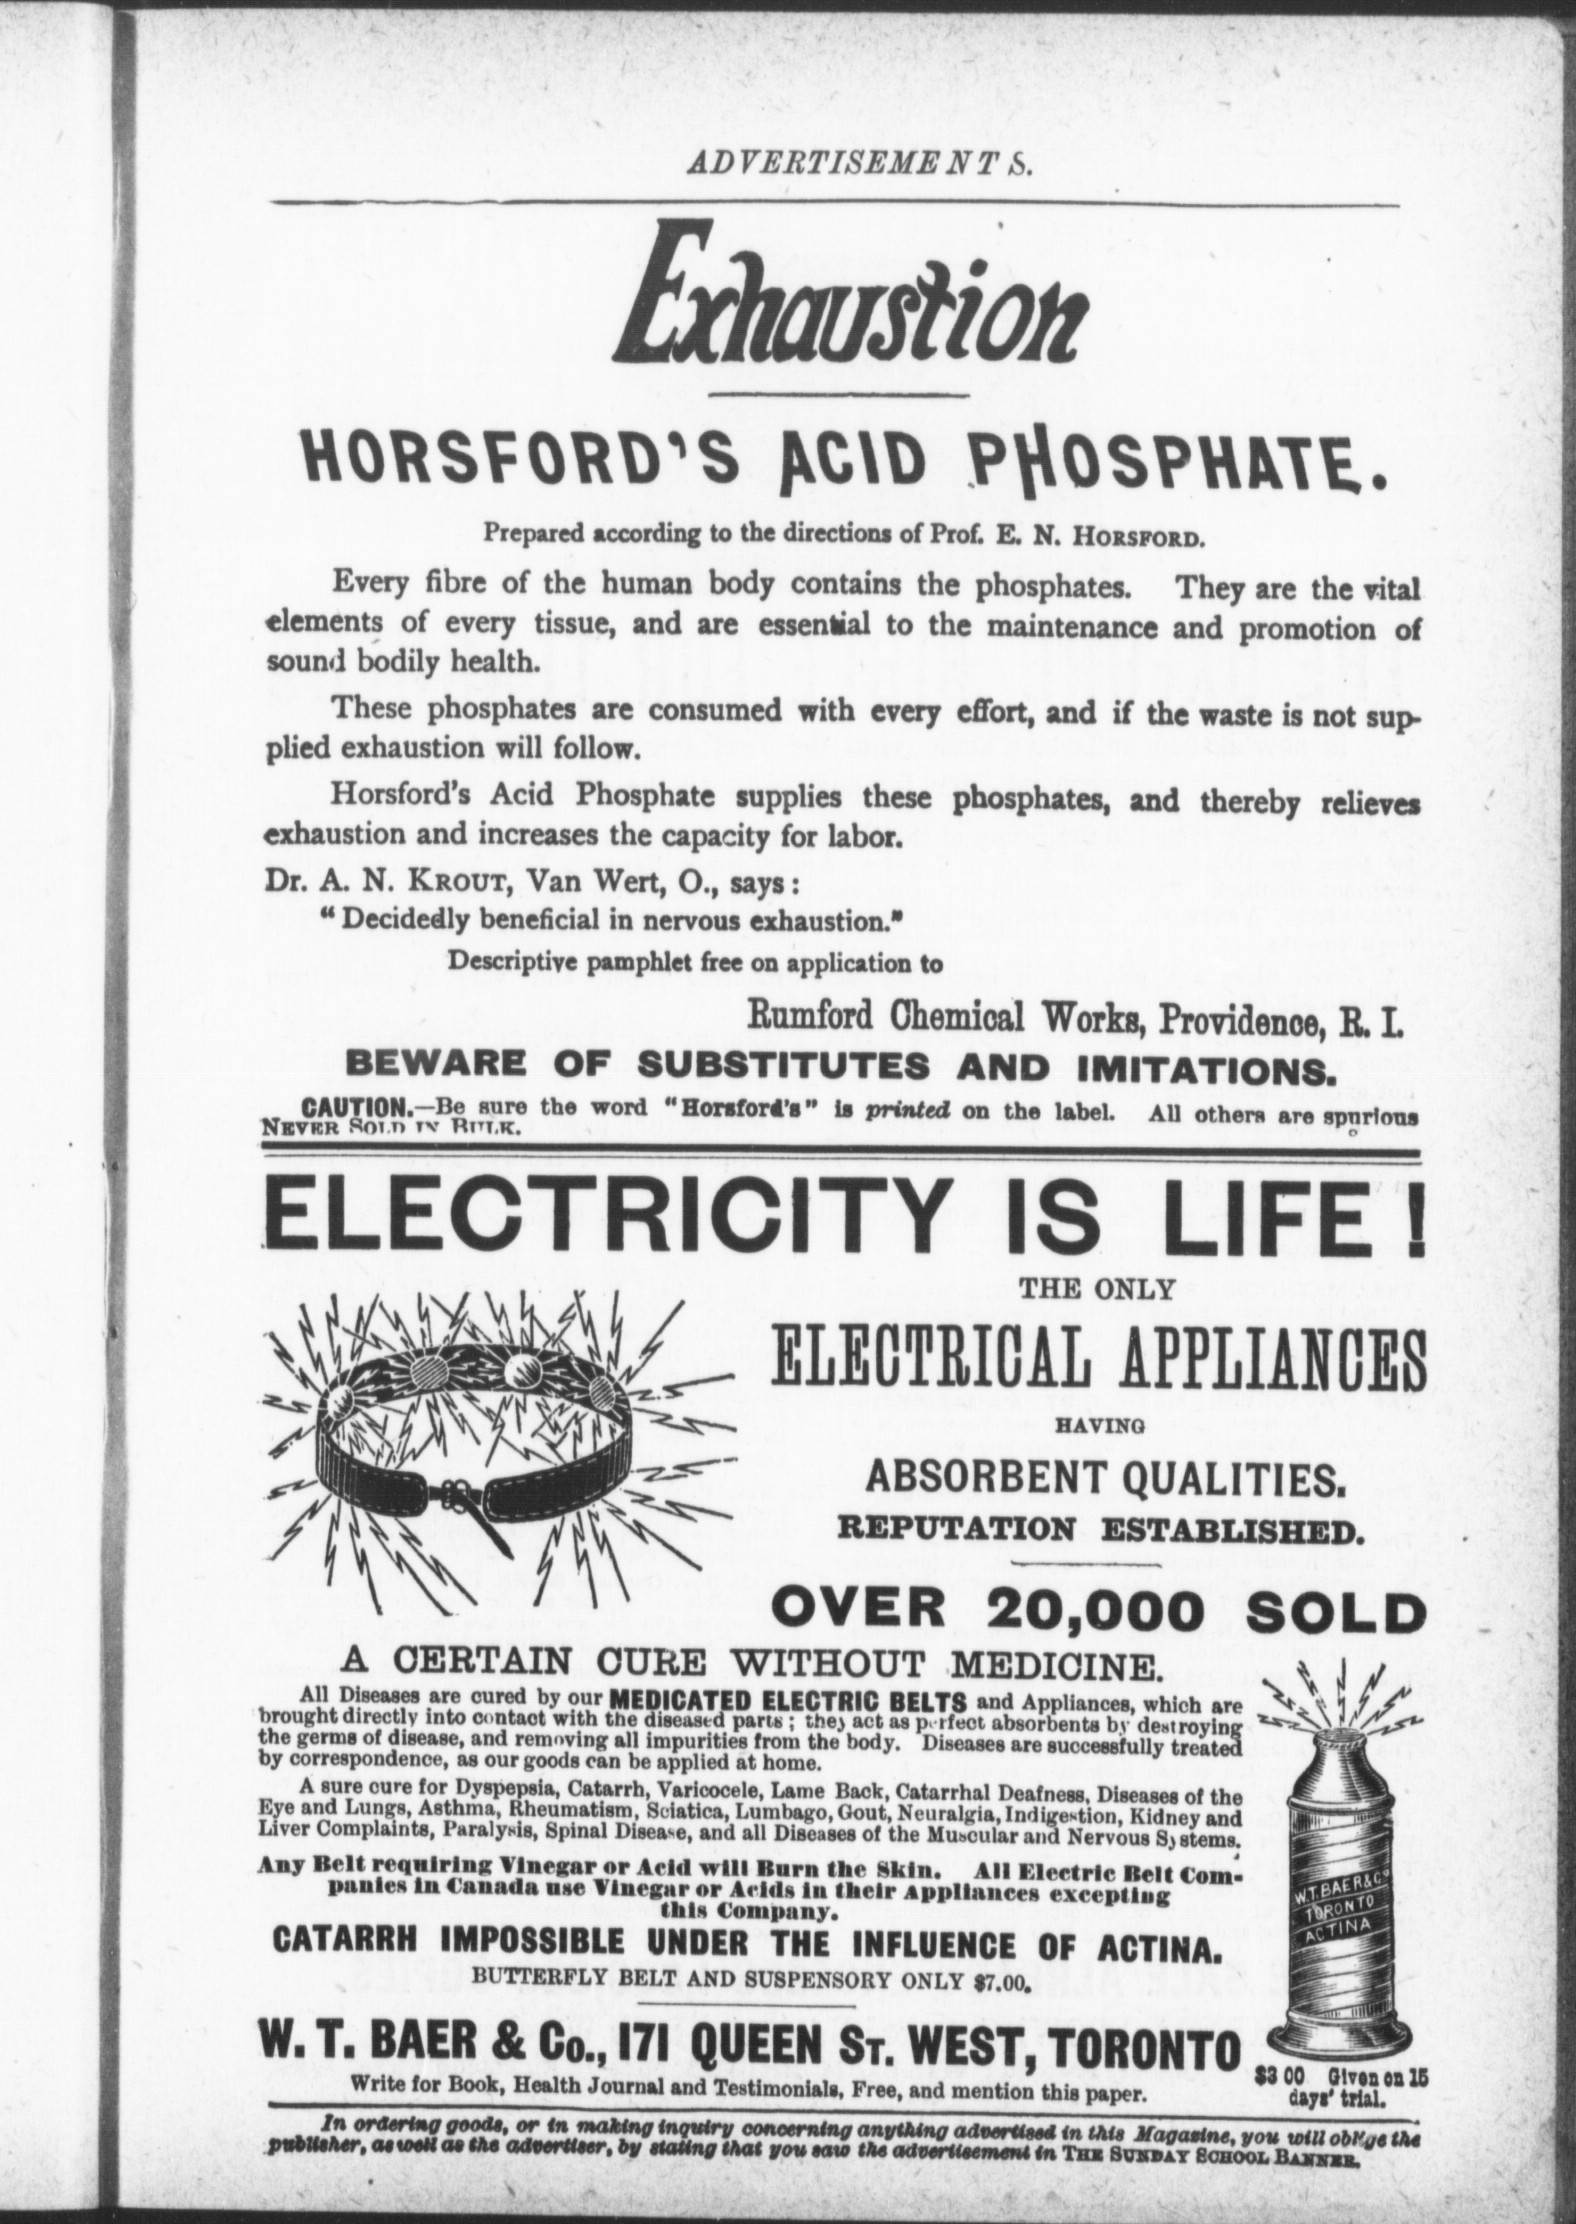 ADVERTISEMENTS.
Exhaustion
HORSFORD'S ACID PHOSPHATE.
Prepared according to the directions of Prof. E. N. HORSFORD.
Every fibre of the human body contains the phosphates. They are the vital
elements of every tissue, and are essential to the maintenance and promotion of
sound bodily health.
These phosphates are consumed with every effort, and if the waste is not sup-
plied exhaustion will follow.
Horsford's Acid Phosphate supplies these phosphates, and thereby relieves
exhaustion and increases the capacity for labor.
Dr. A. N. KROUT, Van Wert, O., says :
" Decidedly beneficial in nervous exhaustion."
Descriptive pamphlet free on application to
Rumford Chemical Works, Providence, R. I.
BEWARE OF SUBSTITUTES AND IMITATIONS.
CAUTION.—Be sure the word "Horsford's" is printed on the label. All others are spurious
NEVER SOLD IN BULK.
ELECTRICITY IS LIFE !
THE ONLY
ELECTRICAL APPLIANCES
HAVING
ABSORBENT QUALITIES.
REPUTATION ESTABLISHED.
OVER 20,000 SOLD
A CERTAIN CURE WITHOUT MEDICINE.
All Diseases are cured by our MEDICATED ELECTRIC BELTS and Appliances, which are
brought directly into contact with the diseased parts ; they act as perfect absorbents by destroying
the germs of disease, and removing all impurities from the body. Diseases are successfully treated
by correspondence, as our goods can be applied at home.
A sure cure for Dyspepsia, Catarrh, Varicocele, Lame Back, Catarrhal Deafness, Diseases of the
Eye and Lungs, Asthma, Rheumatism, Sciatica, Lumbago, Gout, Neuralgia, Indigestion, Kidney and
Liver Complaints, Paralysis, Spinal Disease, and all Diseases of the Muscular and Nervous Systems.
Any Belt requiring Vinegar or Acid will Burn the Skin. All Electric Belt Com-
panies in Canada use Vinegar or Acids in their Appliances excepting
this Company.
CATARRH IMPOSSIBLE UNDER THE INFLUENCE OF ACTINA.
BUTTERFLY BELT AND SUSPENSORY ONLY $7.00.
W. T. BAER & Co., 171 QUEEN ST. WEST, TORONTO
Write for Book, Health Journal and Testimonials, Free, and mention this paper.
W.T.BAER&Co
TORONTO
ACTINA
$3 00 Given on 15
days' trial.
In ordering goods, or in making inquiry concerning anything advertised in this Magazine, you will oblige the
publisher, as well as the advertiser, by stating that you saw the advertisement in THE SUNDAY SCHOOL BANNER.